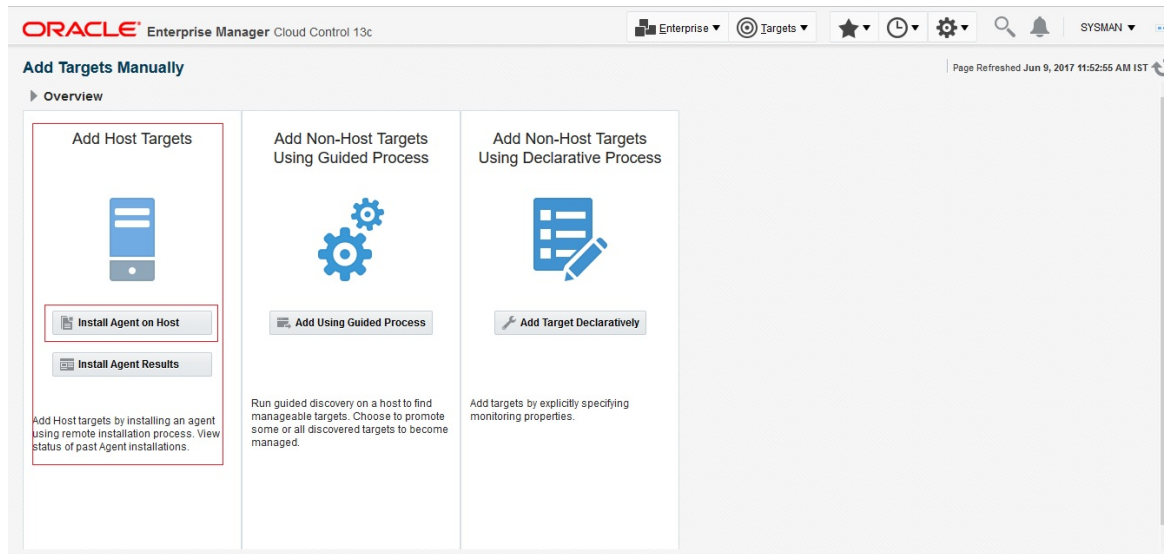 ORACLE Enterprise Manager Cloud Control 13c
Enterprise
Targets
SYSMAN
Add Targets Manually
Page Refreshed Jun 9, 2017 11:52:55 AM IST
Overview
Add Host Targets
Install Agent on Host
Install Agent Results
Add Host targets by installing an agent
using remote installation process. View
status of past Agent installations.
Add Non-Host Targets
Using Guided Process
Add Using Guided Process
Run guided discovery on a host to find
manageable targets. Choose to promote
some or all discovered targets to become
managed.
Add Non-Host Targets
Using Declarative Process
Add Target Declaratively
Add targets by explicitly specifying
monitoring properties.